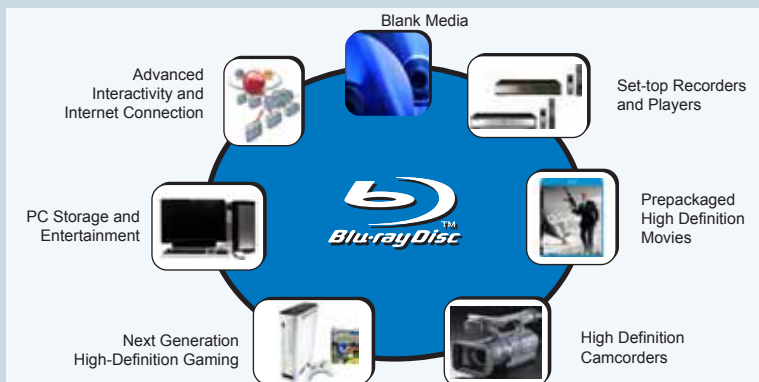 Blank Media
Advanced
Interactivity and
Internet Connection
Set-top Recorders
and Players
PC Storage and
Entertainment
Blu-ray Disc
TM
Prepackaged
High Definition
Movies
Next Generation
High-Definition Gaming
High Definition
Camcorders